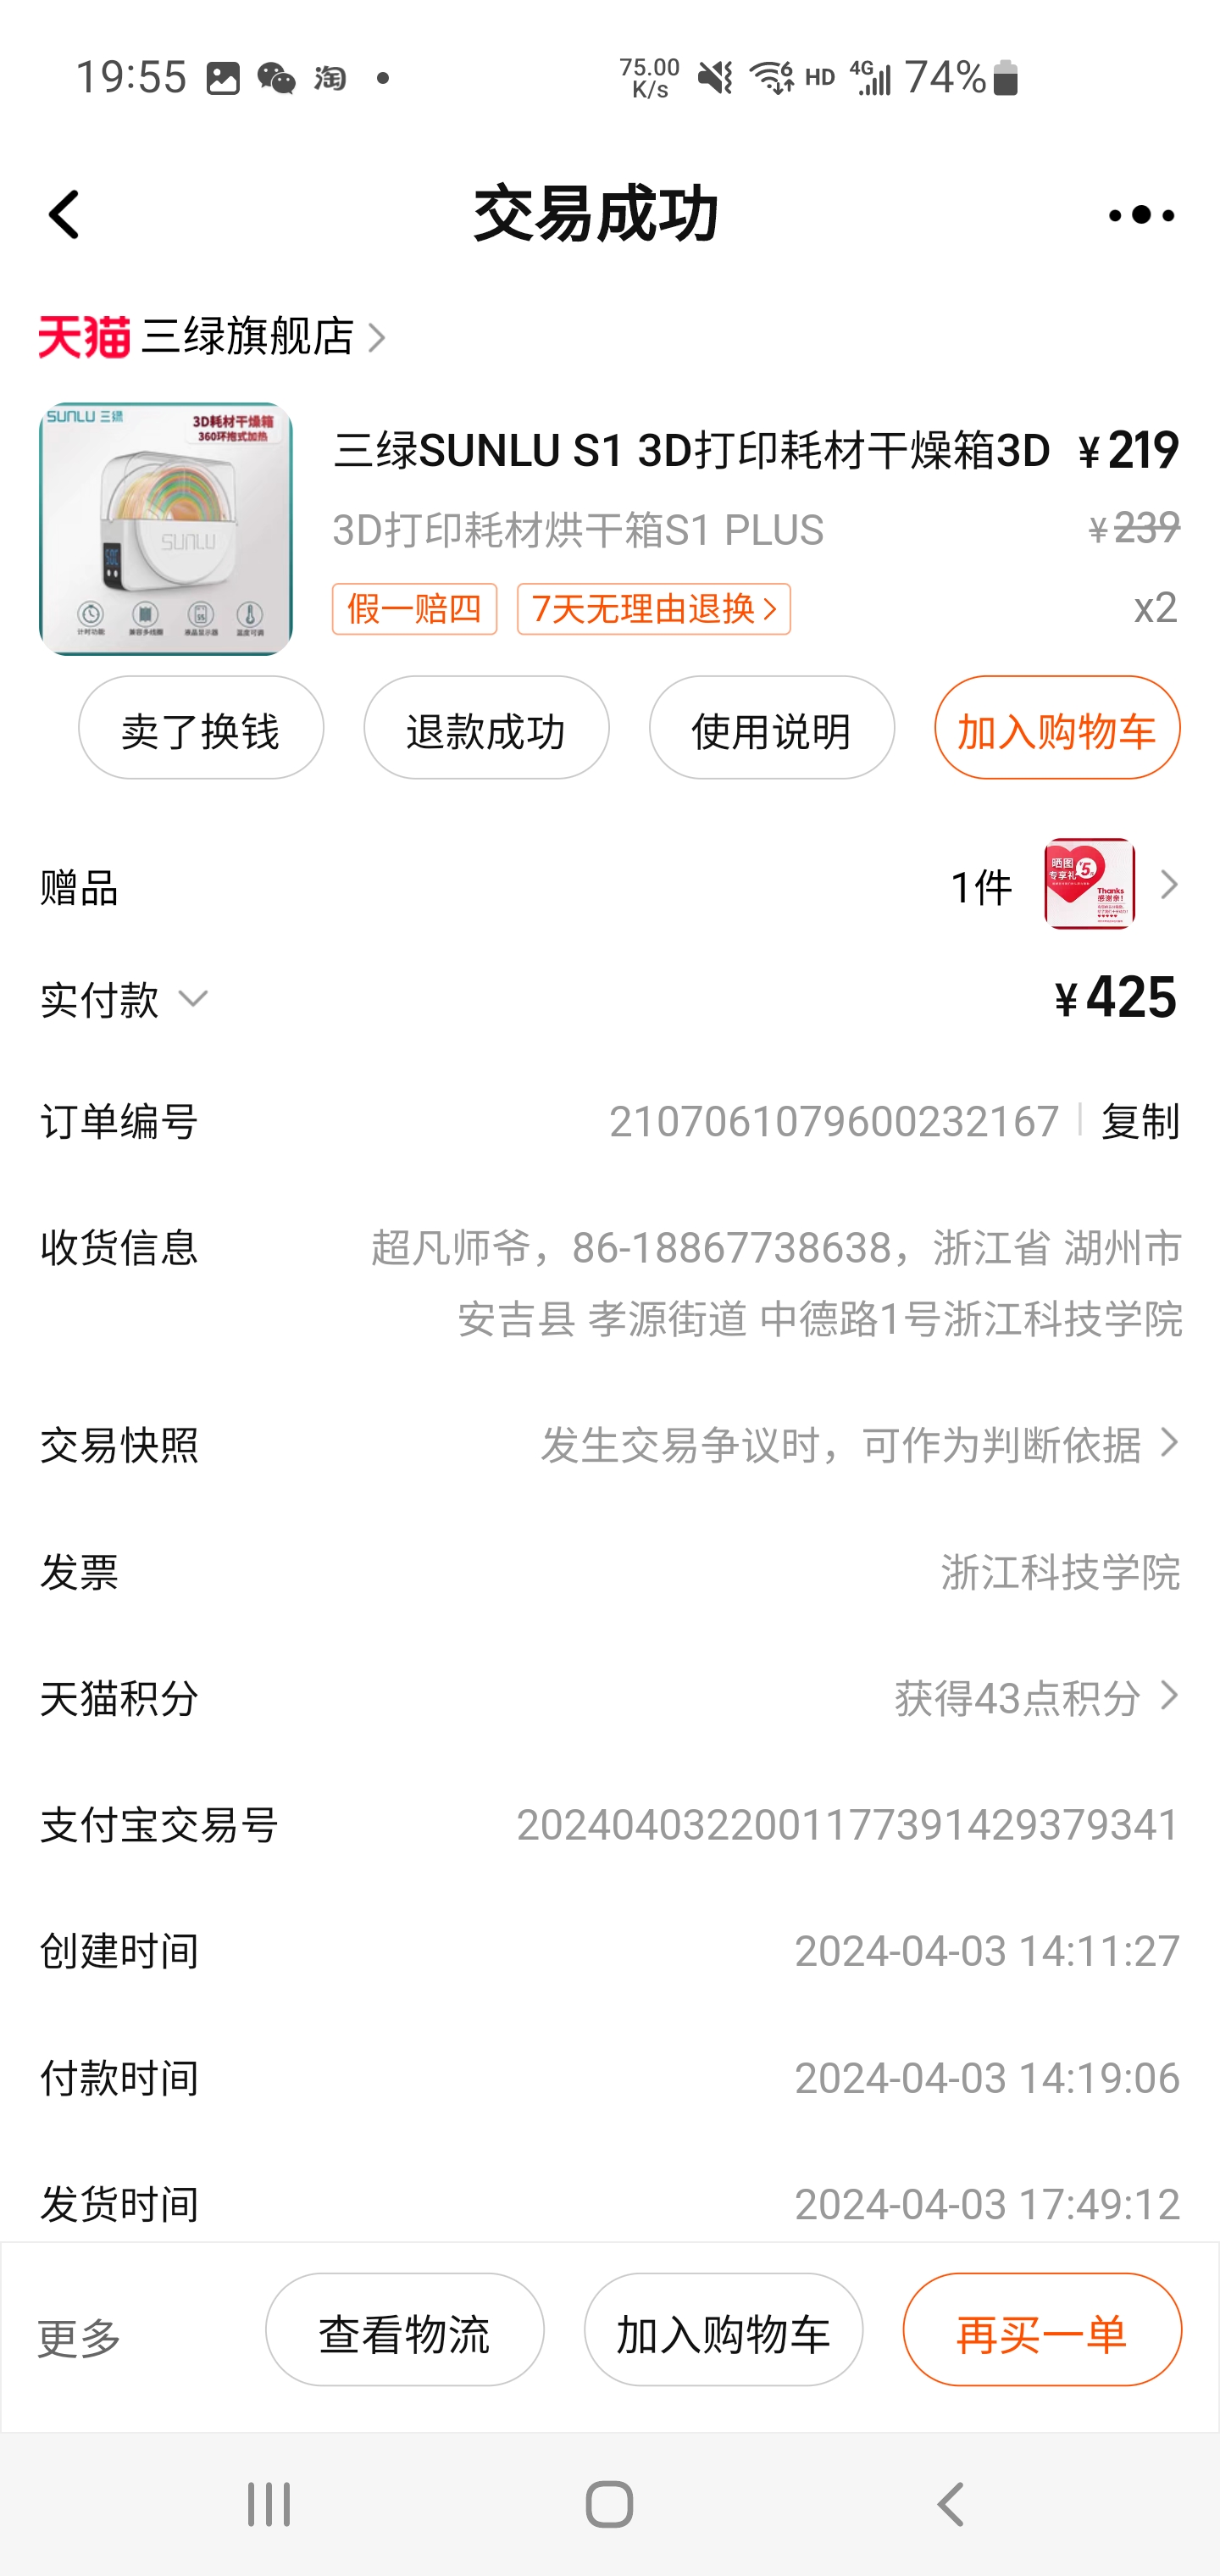 19:55 淘 75.00 K/s 6 HD 4G 74%
交易成功
天猫 三绿旗舰店
SUNLU 三绿
3D耗材干燥箱
360环抱式加热
SUNLU
计时功能 兼容多线圈 液晶显示器 温度可调
三绿SUNLU S1 3D打印耗材干燥箱3D ¥219
3D打印耗材烘干箱S1 PLUS ¥239
假一赔四 7天无理由退换 x2
卖了换钱 退款成功 使用说明 加入购物车
赠品 1件
晒图
专享礼 5
Thanks
感谢亲!
实付款 ¥425
订单编号 2107061079600232167 复制
收货信息 超凡师爷，86-18867738638，浙江省 湖州市
安吉县 孝源街道 中德路1号浙江科技学院
交易快照 发生交易争议时，可作为判断依据
发票 浙江科技学院
天猫积分 获得43点积分
支付宝交易号 2024040322001177391429379341
创建时间 2024-04-03 14:11:27
付款时间 2024-04-03 14:19:06
发货时间 2024-04-03 17:49:12
更多 查看物流 加入购物车 再买一单